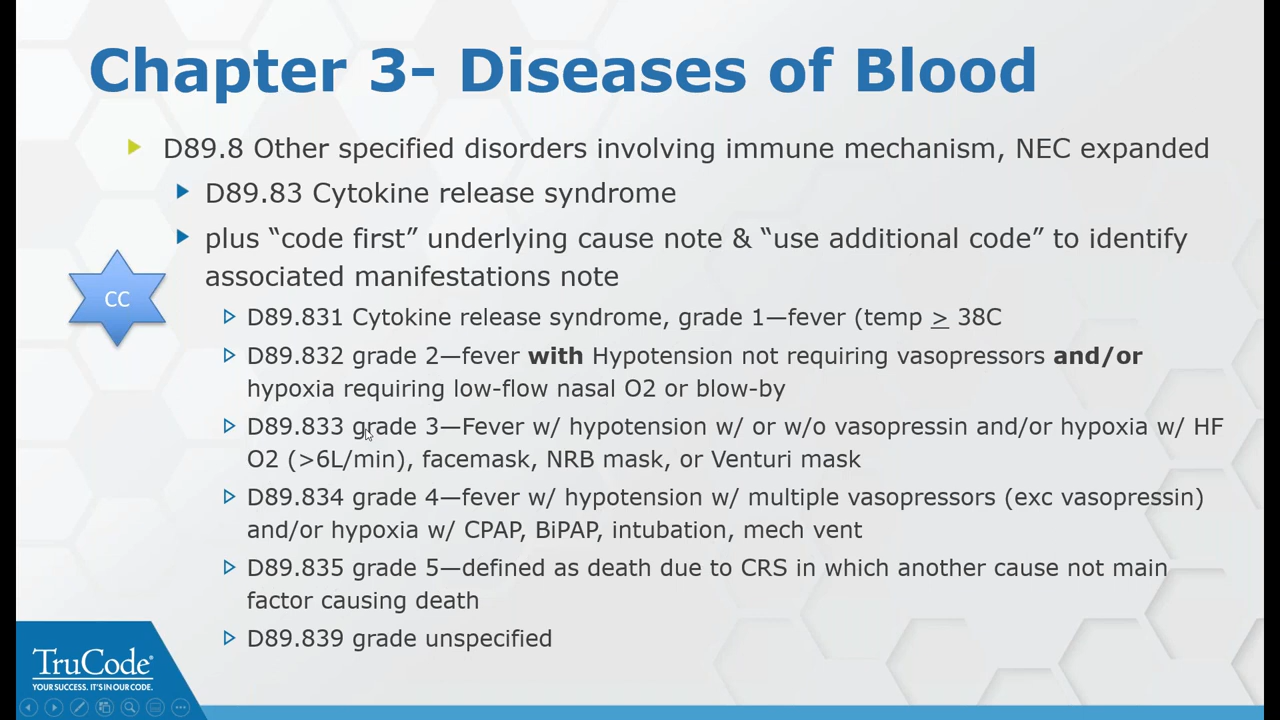 Chapter 3- Diseases of Blood
D89.8 Other specified disorders involving immune mechanism, NEC expanded
D89.83 Cytokine release syndrome
plus “code first” underlying cause note & “use additional code” to identify
associated manifestations note
CC
D89.831 Cytokine release syndrome, grade 1—fever (temp > 38C
D89.832 grade 2—fever with Hypotension not requiring vasopressors and/or
hypoxia requiring low-flow nasal O2 or blow-by
D89.833 grade 3—Fever w/ hypotension w/ or w/o vasopressin and/or hypoxia w/ HF
O2 (>6L/min), facemask, NRB mask, or Venturi mask
D89.834 grade 4—fever w/ hypotension w/ multiple vasopressors (exc vasopressin)
and/or hypoxia w/ CPAP, BiPAP, intubation, mech vent
D89.835 grade 5—defined as death due to CRS in which another cause not main
factor causing death
D89.839 grade unspecified
TruCode®
YOUR SUCCESS. IT'S IN OUR CODE.